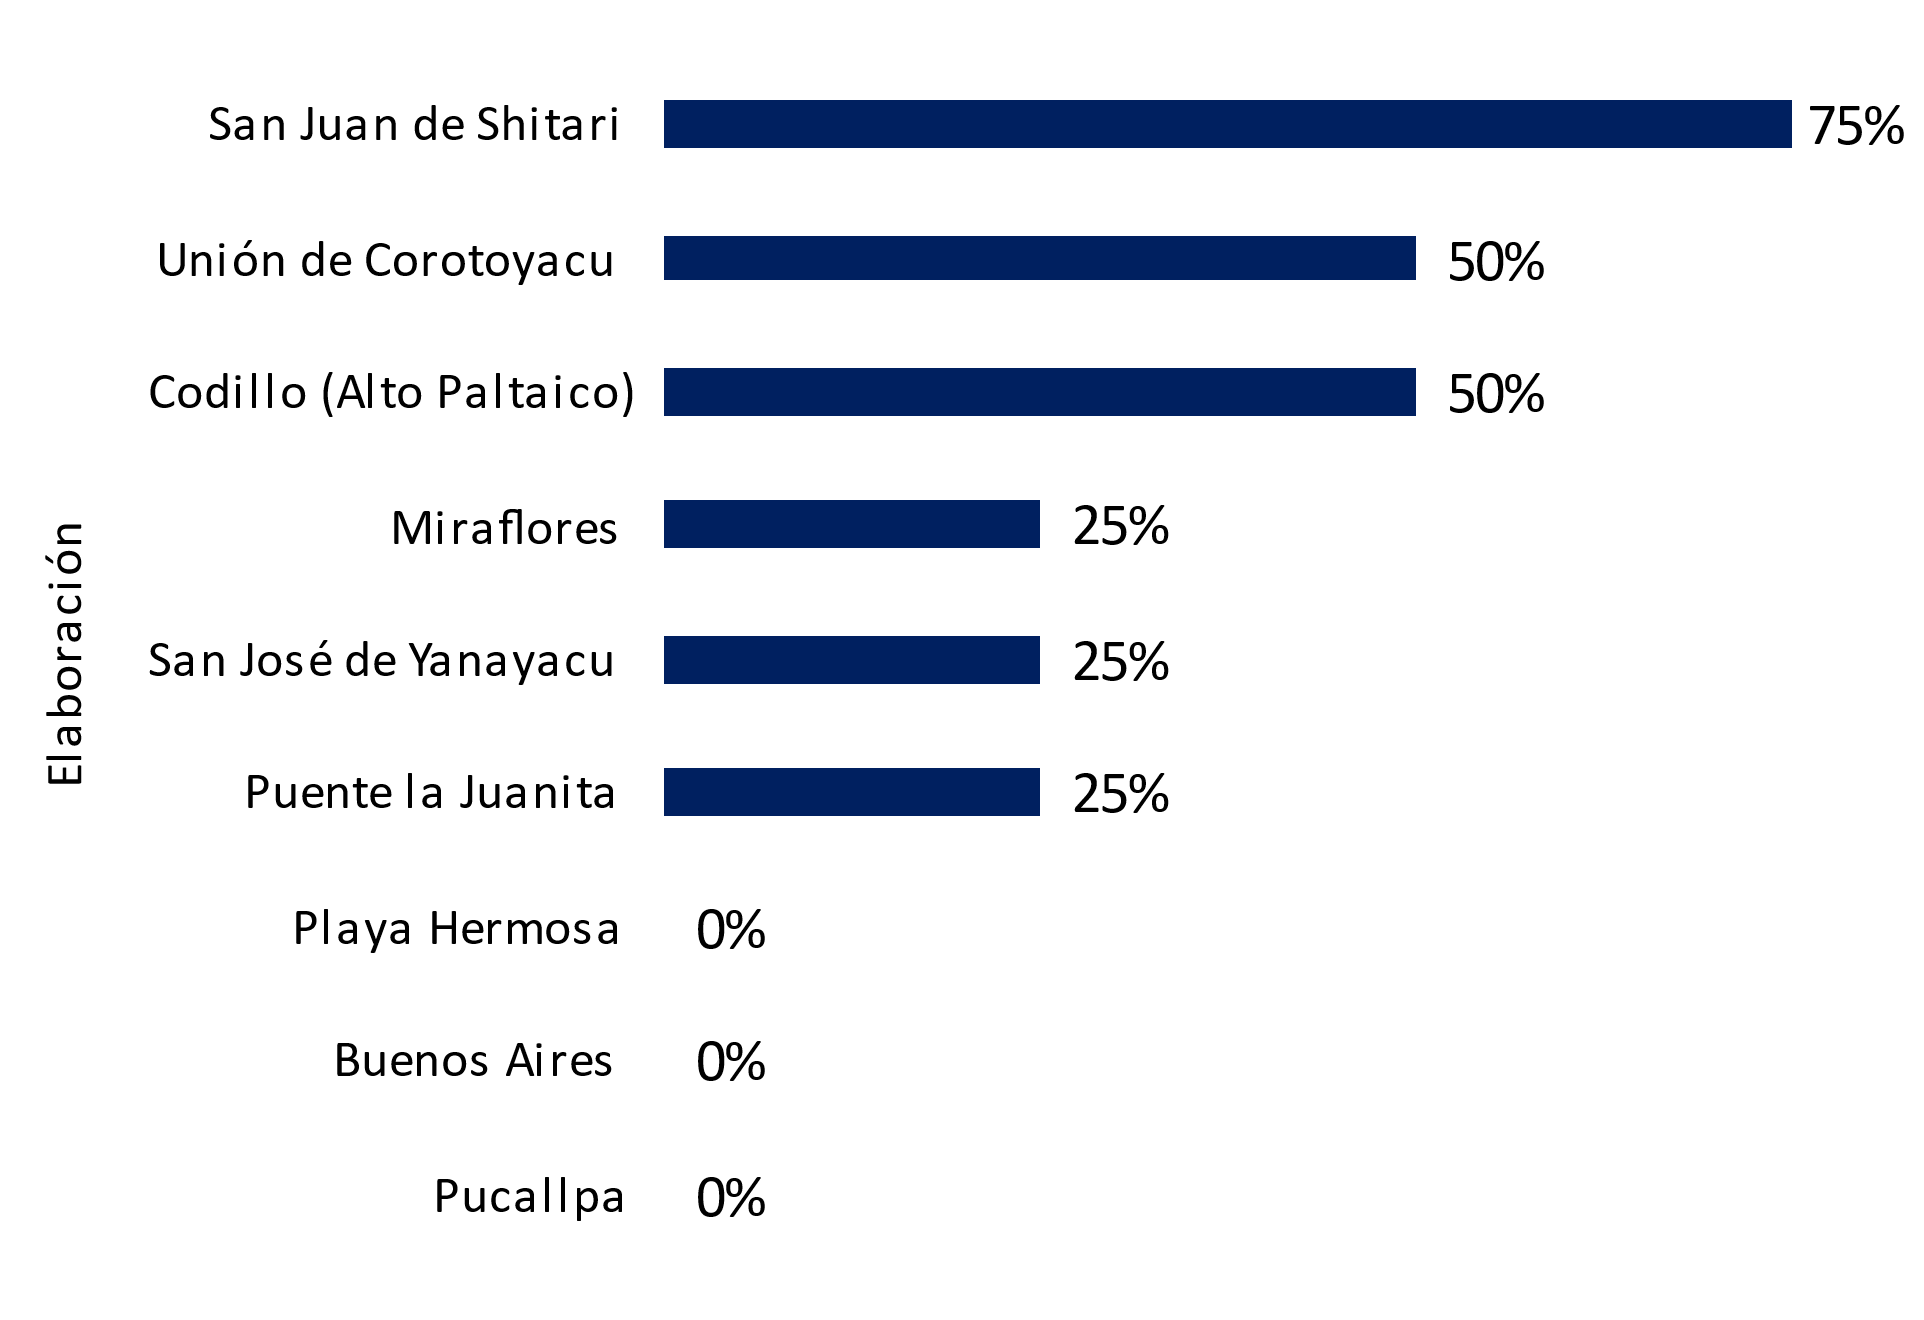 San Juan de Shitari 75%
Unión de Corotoyacu 50%
Codillo (Alto Paltaico) 50%
Miraflores 25%
Elaboración
San José de Yanayacu 25%
Puente la Juanita 25%
Playa Hermosa 0%
Buenos Aires 0%
Pucallpa 0%